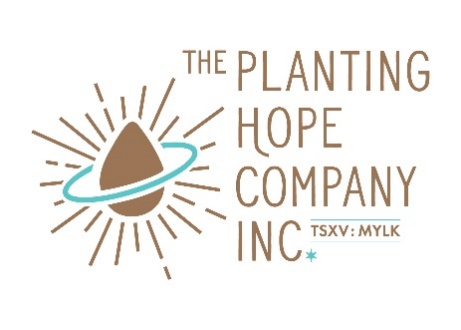 THE PLANTING
HOPE
COMPANY
INC.
TSXV: MYLK